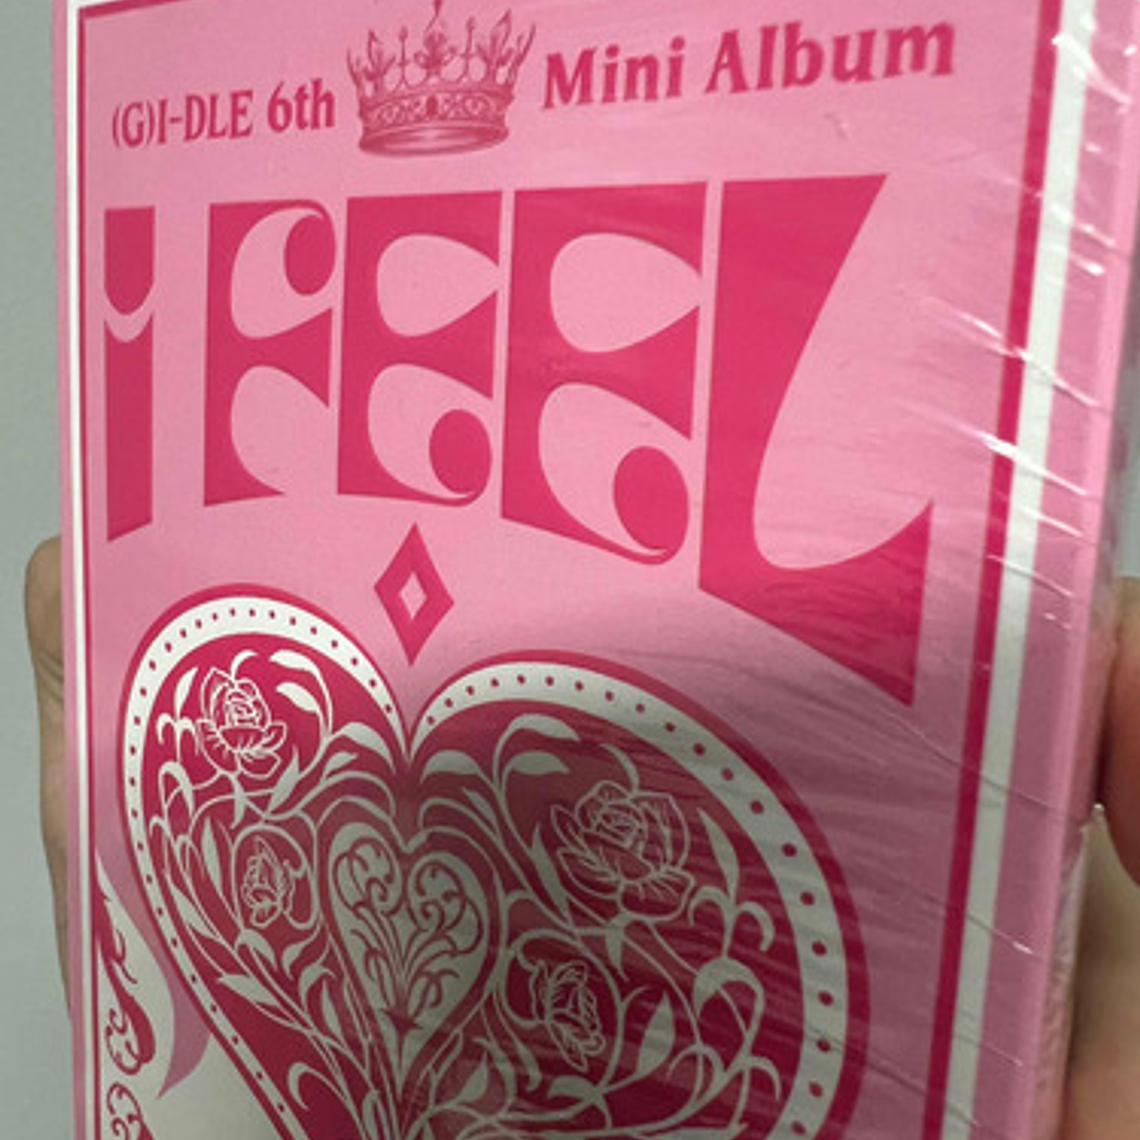 (G)I-DLE 6th Mini Album
I FEEL